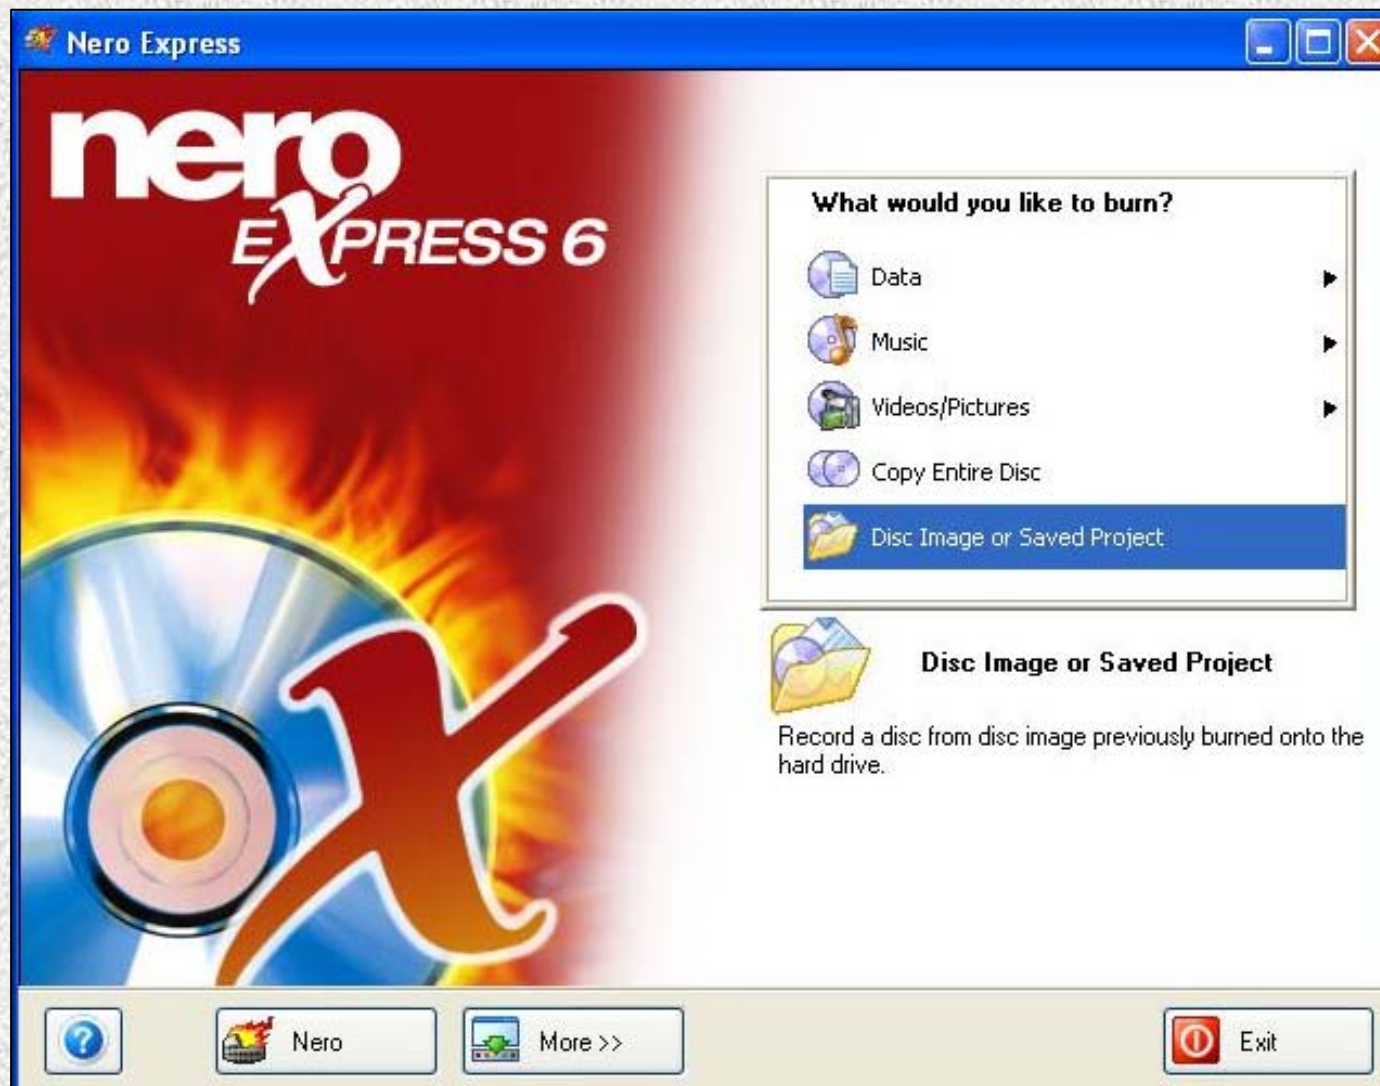 Nero Express
nero
EXPRESS 6
What would you like to burn?
Data
Music
Videos/Pictures
Copy Entire Disc
Disc Image or Saved Project
Disc Image or Saved Project
Record a disc from disc image previously burned onto the
hard drive.
?
Nero
More >>
Exit